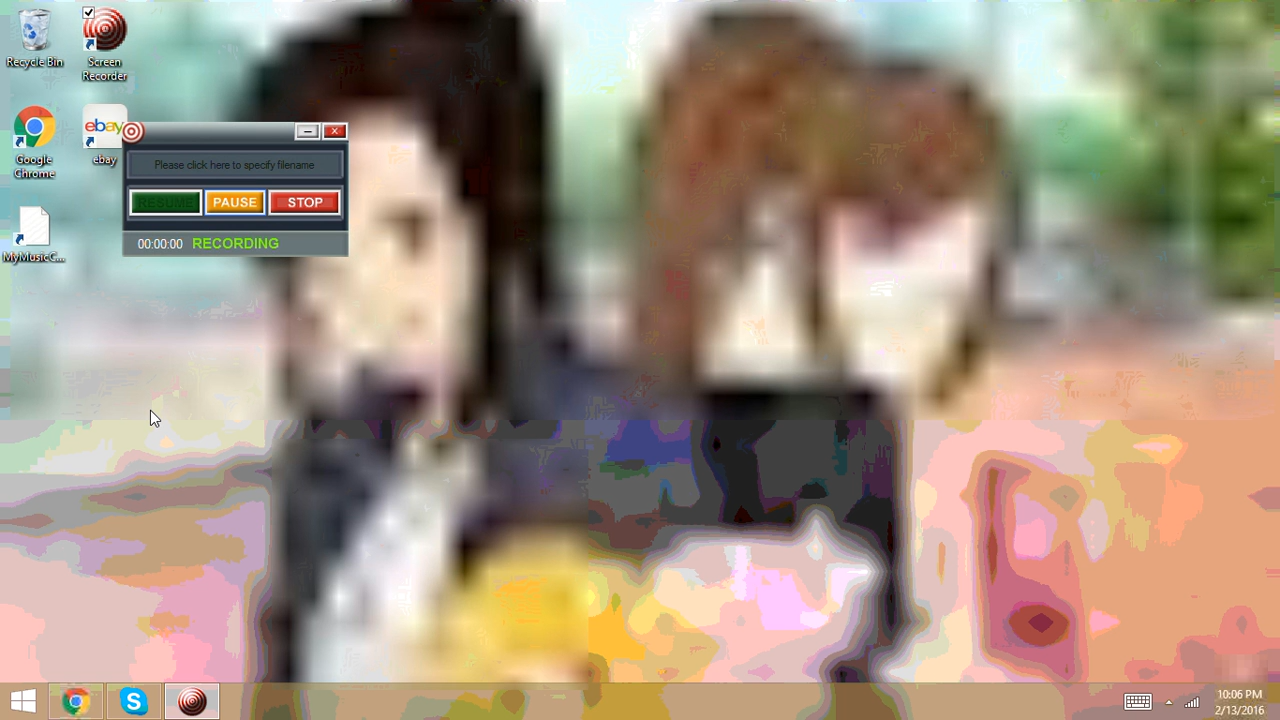 Recycle Bin
Screen
Recorder
Google
Chrome
ebay
ebay
MyMusicC...
Please click here to specify filename
RESUME
PAUSE
STOP
00:00:00 RECORDING
S
10:06 PM
2/13/2016